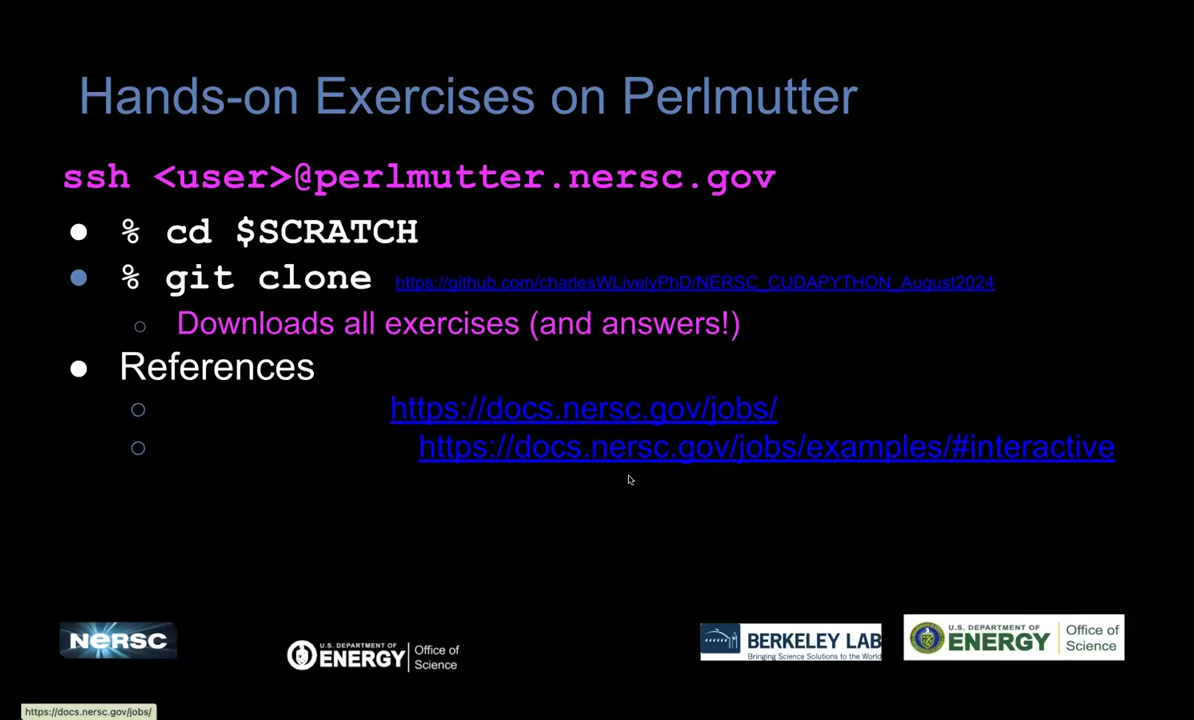 Hands-on Exercises on Perlmutter
ssh <user>@perlmutter.nersc.gov
● % cd $SCRATCH
● % git clone https://github.com/charlesWLivelyPhD/NERSC_CUDAPYTHON_August2024
○ Downloads all exercises (and answers!)
● References
○ https://docs.nersc.gov/jobs/
○ https://docs.nersc.gov/jobs/examples/#interactive
NERSC
U.S. DEPARTMENT OF
ENERGY
Office of
Science
BERKELEY LAB
Bringing Science Solutions to the World
U.S. DEPARTMENT OF
ENERGY
Office of
Science
https://docs.nersc.gov/jobs/